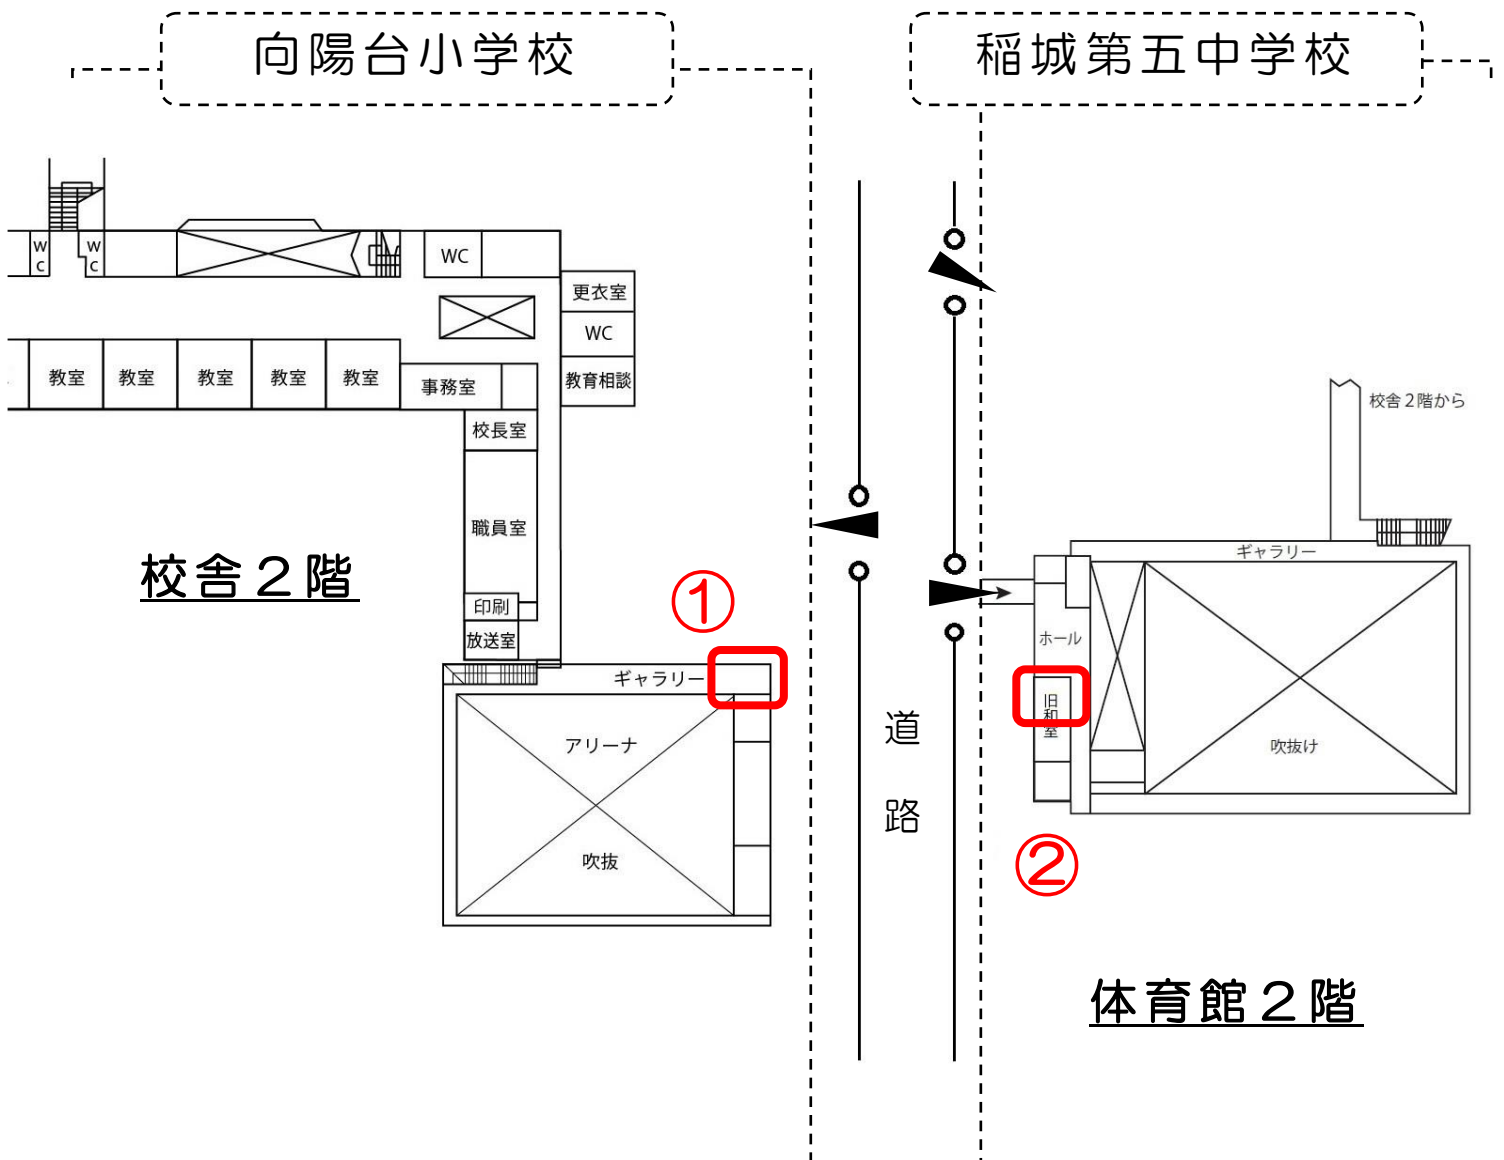 向陽台小学校
稲城第五中学校
WC
WC
WC
更衣室
WC
教育相談
教室
教室
教室
教室
教室
事務室
校長室
職員室
印刷
放送室
校舎２階
①
ギャラリー
アリーナ
吹抜
道路
校舎２階から
ギャラリー
ホール
旧和室
吹抜け
②
体育館２階